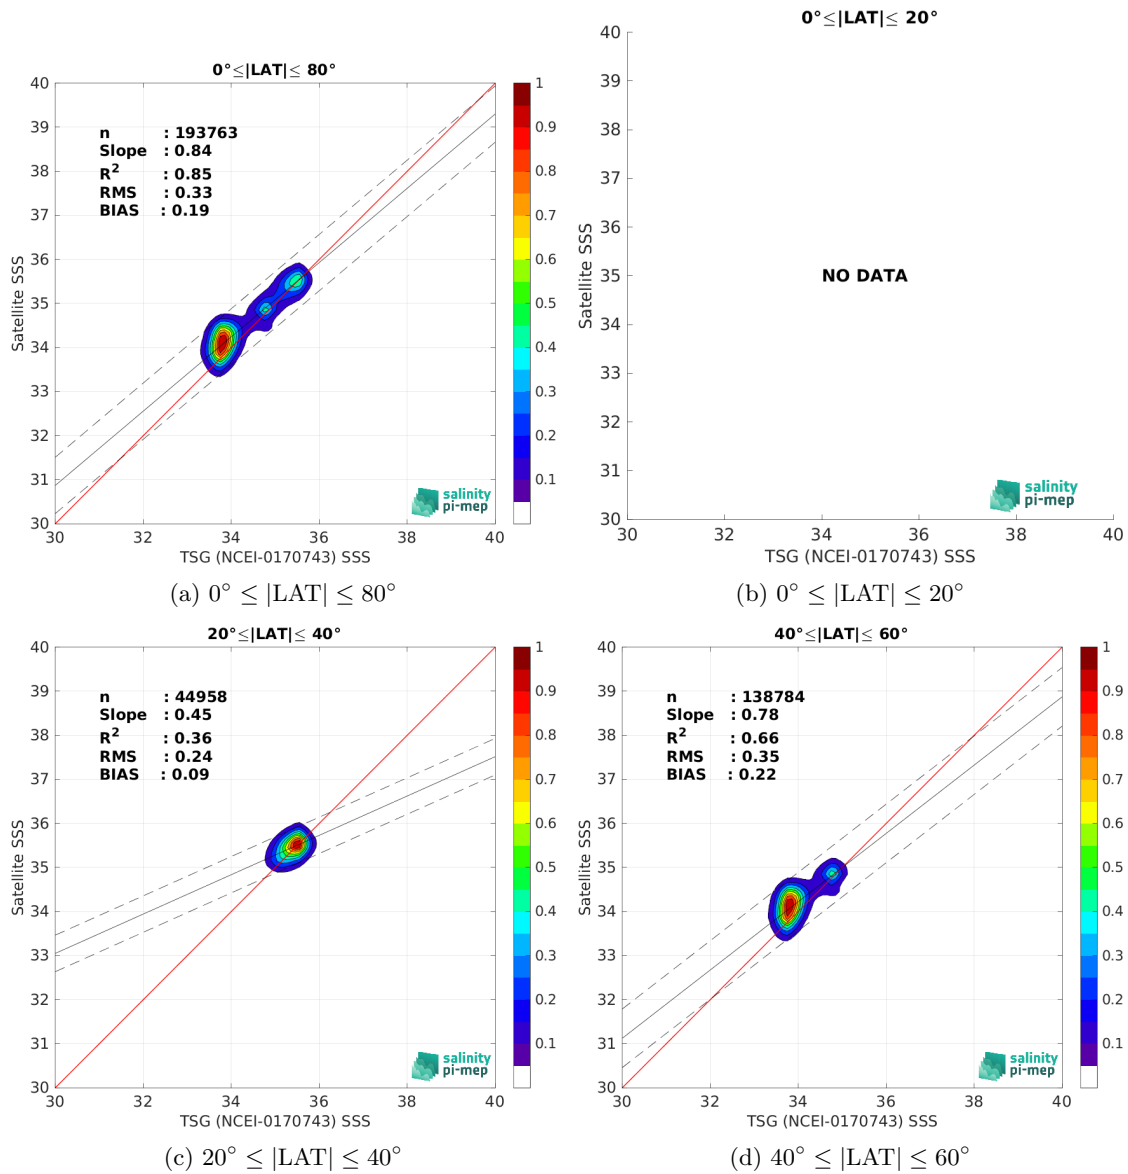 0°≤|LAT|≤ 80°
n : 193763
Slope : 0.84
R² : 0.85
RMS : 0.33
BIAS : 0.19
40
39
38
37
36
35
34
33
32
31
30
30 32 34 36 38 40
Satellite SSS
TSG (NCEI-0170743) SSS
1
0.9
0.8
0.7
0.6
0.5
0.4
0.3
0.2
0.1
salinity
pi-mep
(a) 0° ≤ |LAT| ≤ 80°
0°≤|LAT|≤ 20°
NO DATA
40
39
38
37
36
35
34
33
32
31
30
30 32 34 36 38 40
Satellite SSS
TSG (NCEI-0170743) SSS
salinity
pi-mep
(b) 0° ≤ |LAT| ≤ 20°
20°≤|LAT|≤ 40°
n : 44958
Slope : 0.45
R² : 0.36
RMS : 0.24
BIAS : 0.09
40
39
38
37
36
35
34
33
32
31
30
30 32 34 36 38 40
Satellite SSS
TSG (NCEI-0170743) SSS
1
0.9
0.8
0.7
0.6
0.5
0.4
0.3
0.2
0.1
salinity
pi-mep
(c) 20° ≤ |LAT| ≤ 40°
40°≤|LAT|≤ 60°
n : 138784
Slope : 0.78
R² : 0.66
RMS : 0.35
BIAS : 0.22
40
39
38
37
36
35
34
33
32
31
30
30 32 34 36 38 40
Satellite SSS
TSG (NCEI-0170743) SSS
1
0.9
0.8
0.7
0.6
0.5
0.4
0.3
0.2
0.1
salinity
pi-mep
(d) 40° ≤ |LAT| ≤ 60°